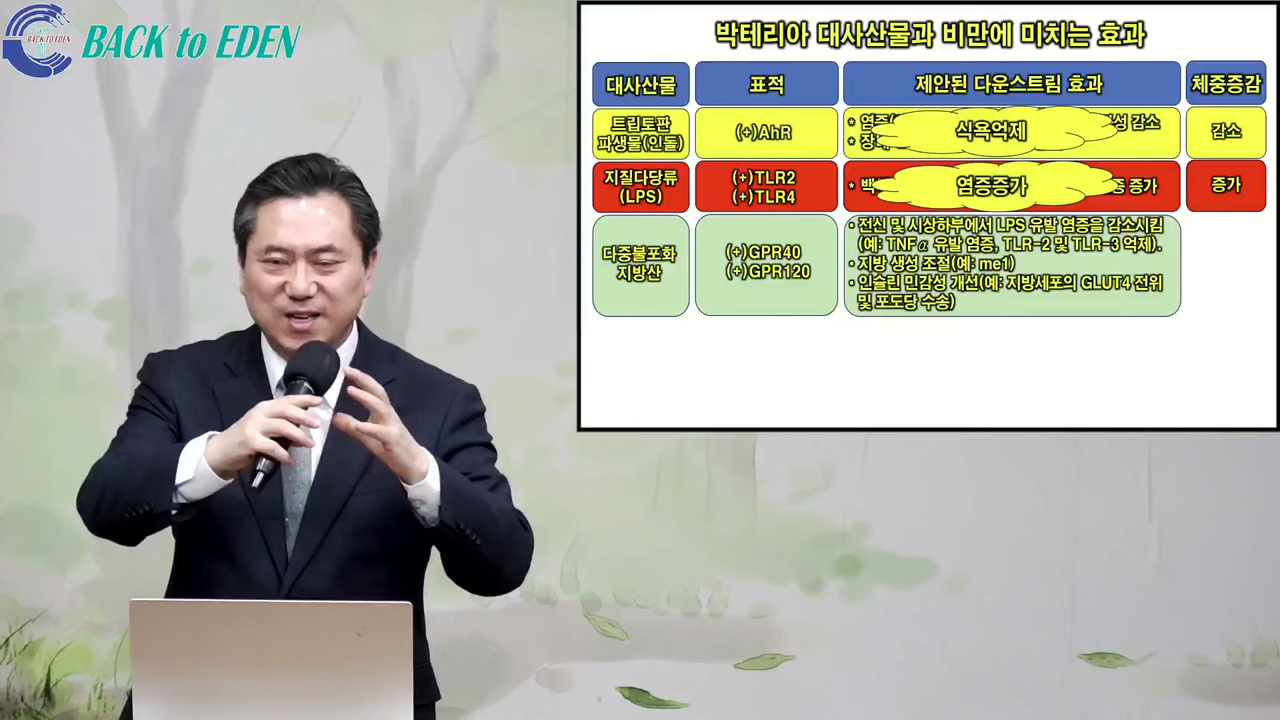 BACK TO EDEN
BACK to EDEN
박테리아 대사산물과 비만에 미치는 효과
대사산물 표적 제안된 다운스트림 효과 체중증감
트립토판
파생물(인돌)
(+)AhR
* 염증(
식욕억제
감소
*
감소
지질다당류
(LPS)
(+)TLR2
(+)TLR4
* 백
염증증가
증가
증가
다중불포화
지방산
(+)GPR40
(+)GPR120
• 전신 및 시상하부에서 LPS 유발 염증을 감소시킴
(예: TNFα 유발 염증, TLR-2 및 TLR-3 억제).
• 지방 생성 조절(예: me1)
• 인슐린 민감성 개선(예: 지방세포의 GLUT4 전위
및 포도당 수송)